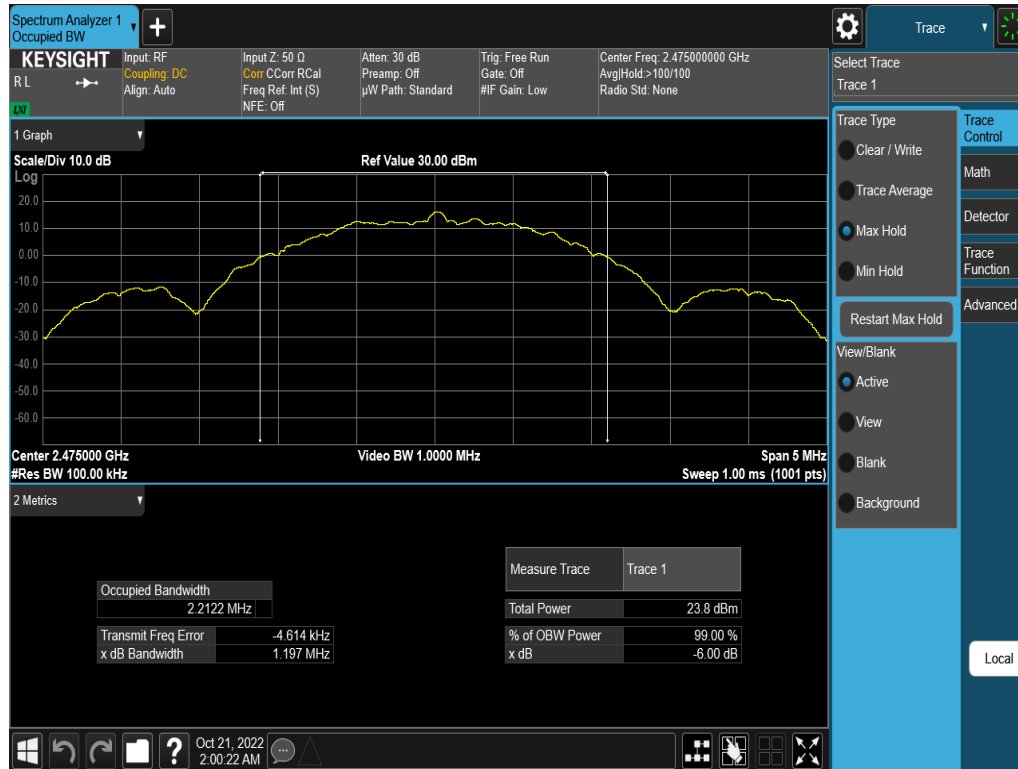 Spectrum Analyzer 1
Occupied BW
+
Trace
KEYSIGHT
R L
LXI
Input: RF
Coupling: DC
Align: Auto
Input Z: 50 Ω
Corr CCorr RCal
Freq Ref: Int (S)
NFE: Off
Atten: 30 dB
Preamp: Off
µW Path: Standard
Trig: Free Run
Gate: Off
#IF Gain: Low
Center Freq: 2.475000000 GHz
Avg|Hold:>100/100
Radio Std: None
Select Trace
Trace 1
1 Graph
Scale/Div 10.0 dB
Ref Value 30.00 dBm
Log
20.0
10.0
0.00
-10.0
-20.0
-30.0
-40.0
-50.0
-60.0
Center 2.475000 GHz
Video BW 1.0000 MHz
Span 5 MHz
#Res BW 100.00 kHz
Sweep 1.00 ms (1001 pts)
2 Metrics
Measure Trace Trace 1
Occupied Bandwidth
2.2122 MHz
Total Power 23.8 dBm
Transmit Freq Error -4.614 kHz
% of OBW Power 99.00 %
x dB Bandwidth 1.197 MHz
x dB -6.00 dB
Trace Type
Clear / Write
Trace Average
Max Hold
Min Hold
Restart Max Hold
View/Blank
Active
View
Blank
Background
Trace
Control
Math
Detector
Trace
Function
Advanced
Local
?
Oct 21, 2022
2:00:22 AM